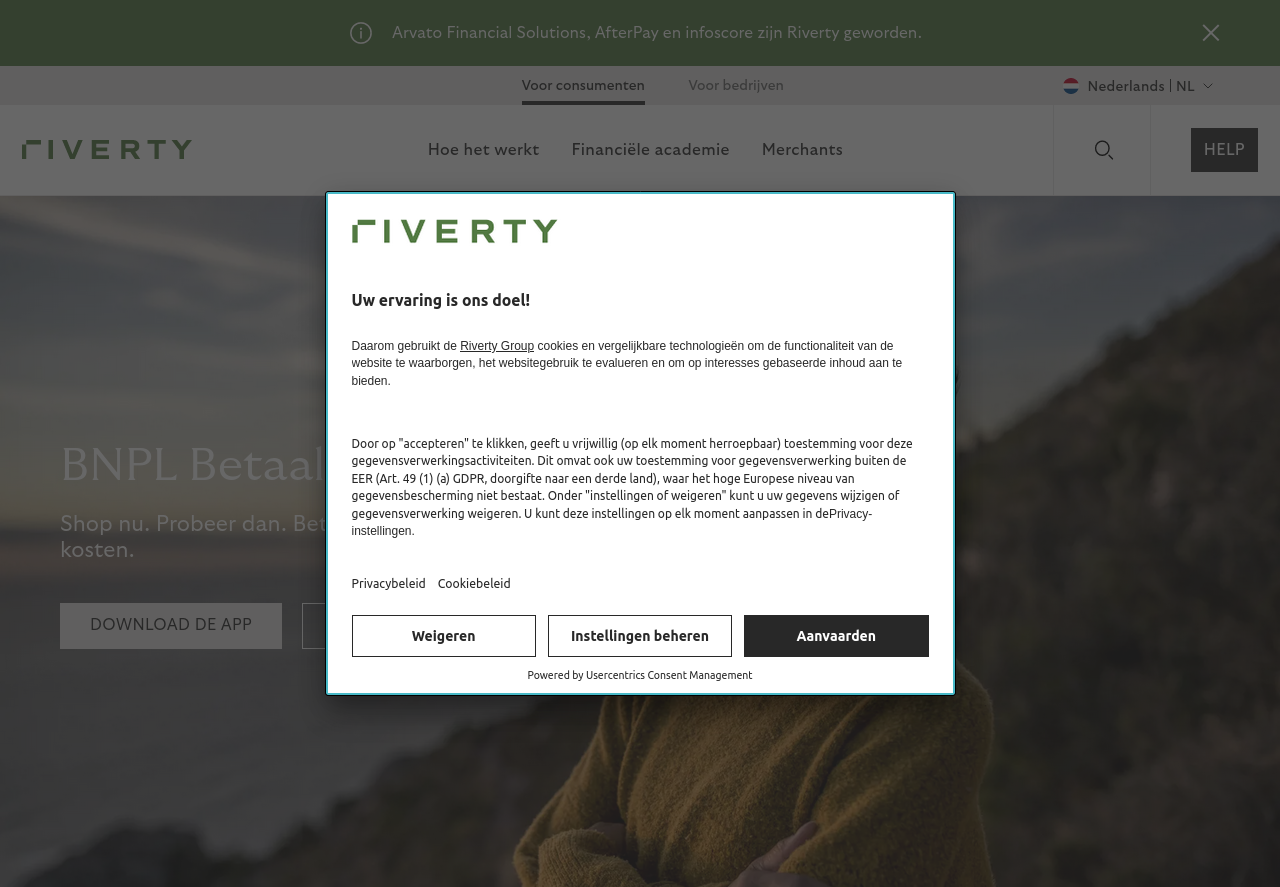 Arvato Financial Solutions, AfterPay en infoscore zijn Riverty geworden.
Voor consumenten
Voor bedrijven
Nederlands | NL
RIVERTY
Hoe het werkt
Financiële academie
Merchants
HELP
RIVERTY
Uw ervaring is ons doel!
Daarom gebruikt de Riverty Group cookies en vergelijkbare technologieën om de functionaliteit van de
website te waarborgen, het websitegebruik te evalueren en om op interesses gebaseerde inhoud aan te
bieden.
Door op "accepteren" te klikken, geeft u vrijwillig (op elk moment herroepbaar) toestemming voor deze
gegevensverwerkingsactiviteiten. Dit omvat ook uw toestemming voor gegevensverwerking buiten de
EER (Art. 49 (1) (a) GDPR, doorgifte naar een derde land), waar het hoge Europese niveau van
gegevensbescherming niet bestaat. Onder "instellingen of weigeren" kunt u uw gegevens wijzigen of
gegevensverwerking weigeren. U kunt deze instellingen op elk moment aanpassen in dePrivacy-
instellingen.
Privacybeleid
Cookiebeleid
Weigeren
Instellingen beheren
Aanvaarden
Powered by Usercentrics Consent Management
BNPL Betaal
Shop nu. Probeer dan. Bet
kosten.
DOWNLOAD DE APP